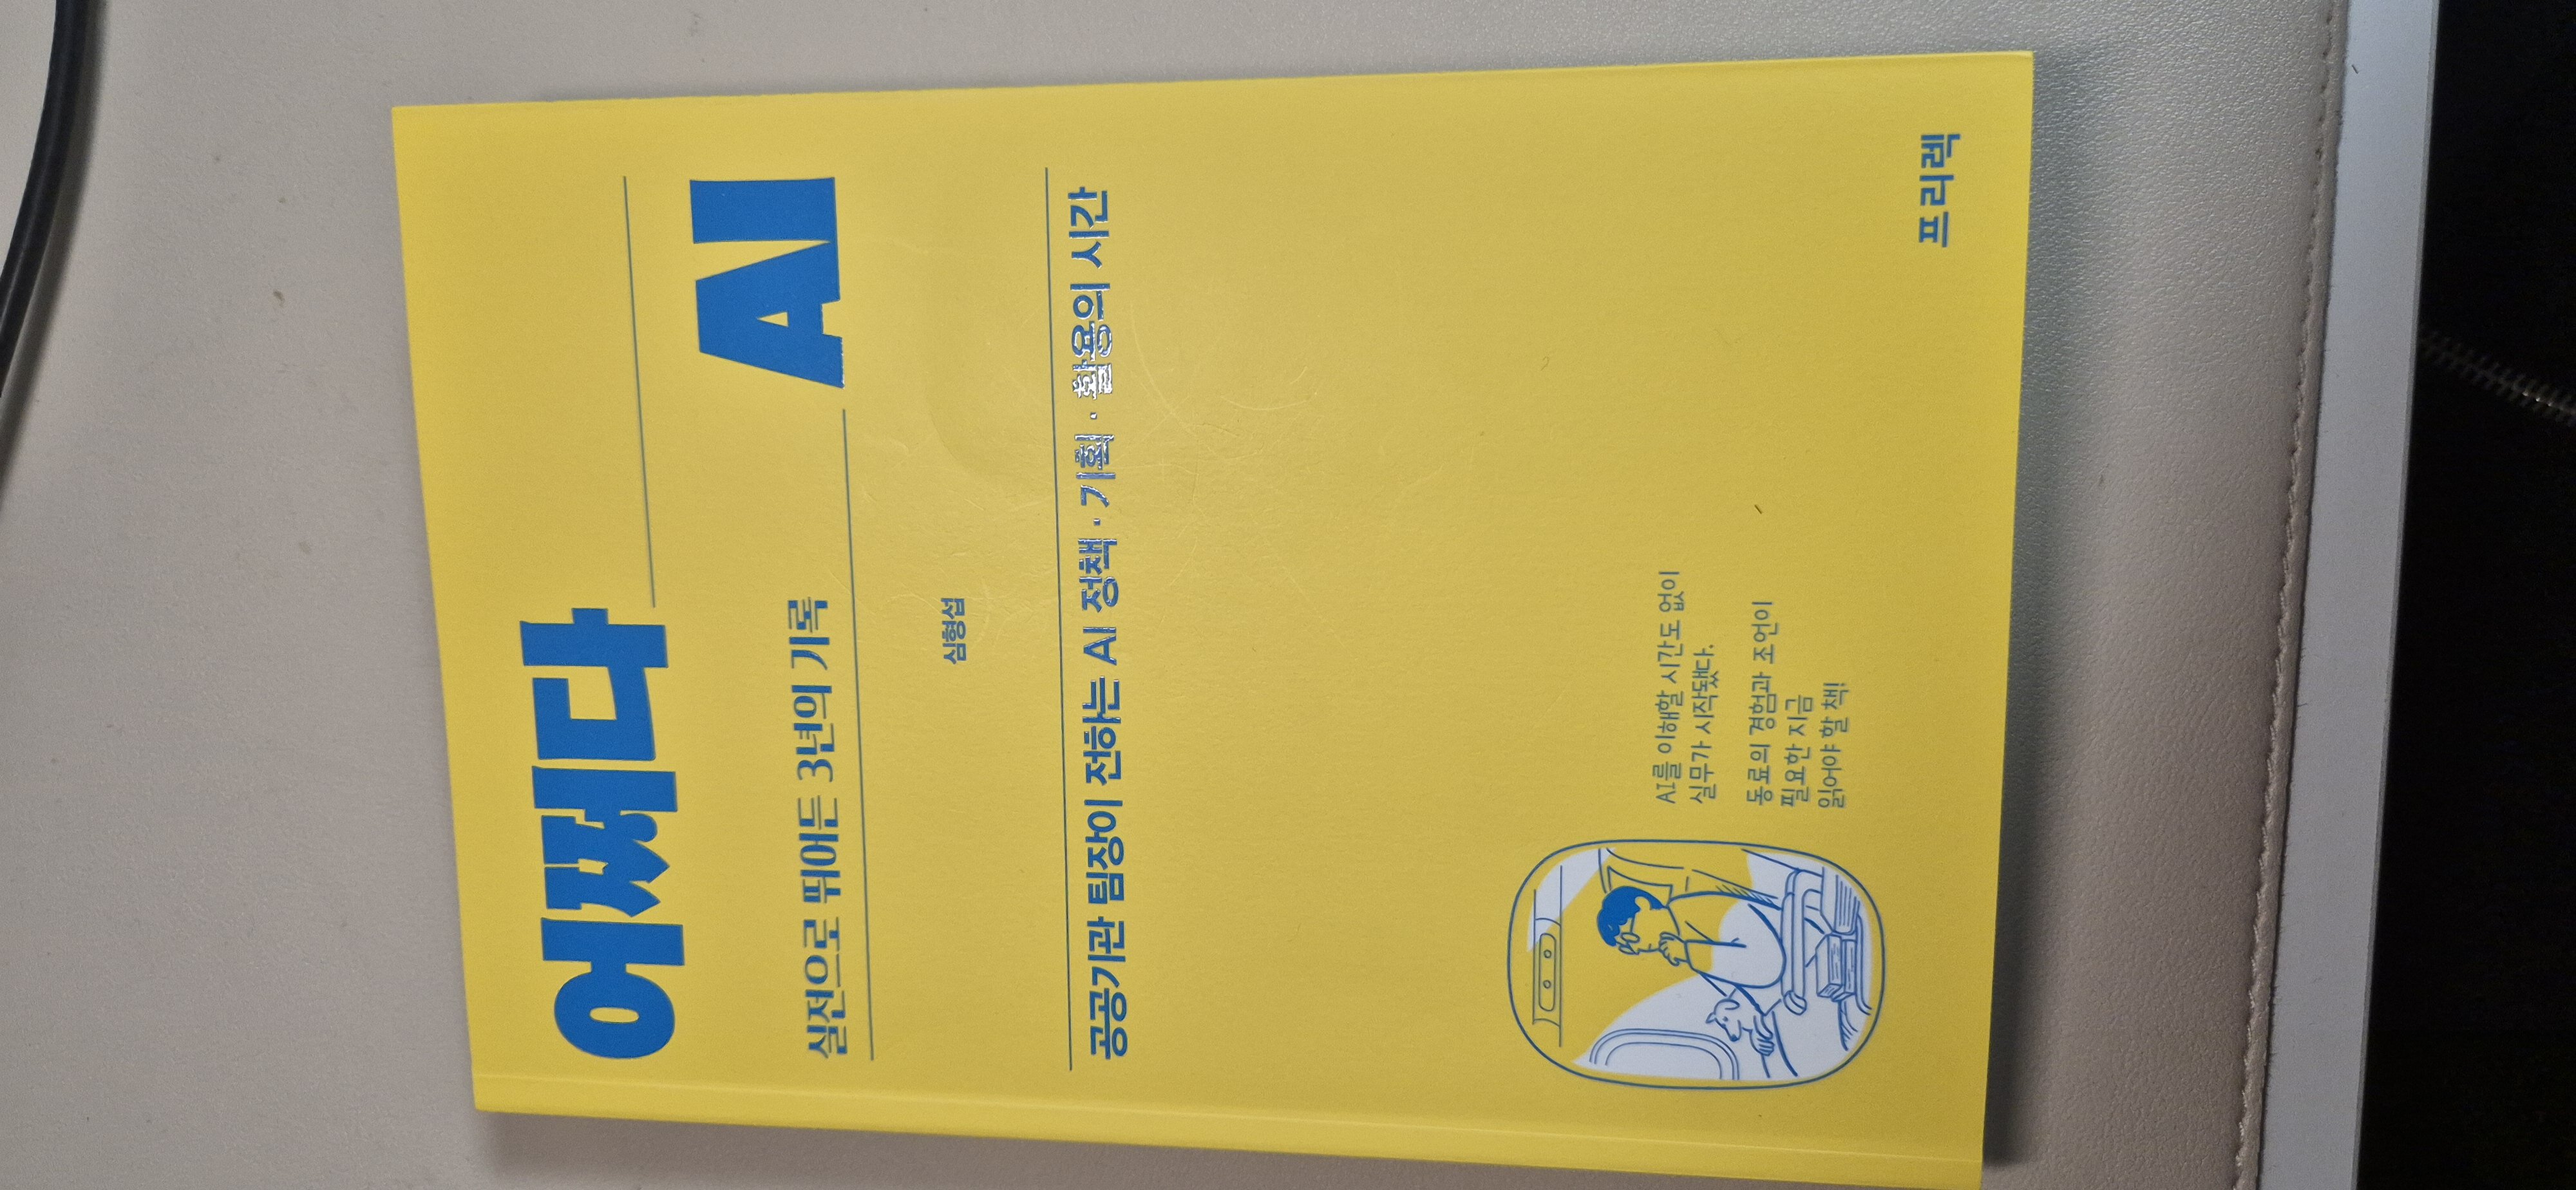 어쩌다
AI
실전으로 뛰어든 3년의 기록
심형섭
공공기관 팀장이 전하는 AI 정책·기획·활용의 시간
AI를 이해할 시간도 없이
실무가 시작됐다.
동료의 경험과 조언이
필요한 지금
읽어야 할 책!
프리렉